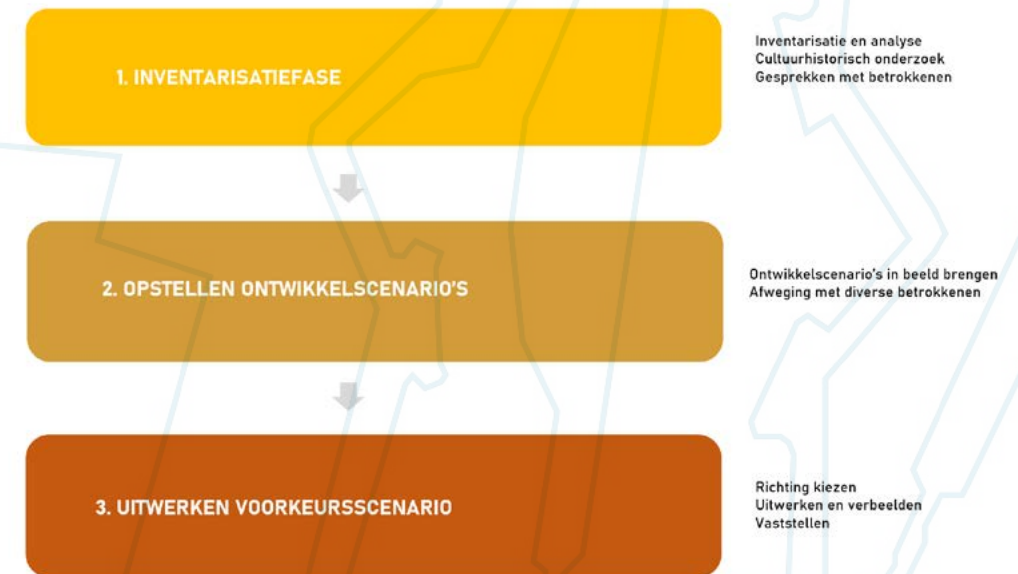 1. INVENTARISATIEFASE
Inventarisatie en analyse
Cultuurhistorisch onderzoek
Gesprekken met betrokkenen
2. OPSTELLEN ONTWIKKELSCENARIO'S
Ontwikkelscenario's in beeld brengen
Afweging met diverse betrokkenen
3. UITWERKEN VOORKEURSSCENARIO
Richting kiezen
Uitwerken en verbeelden
Vaststellen